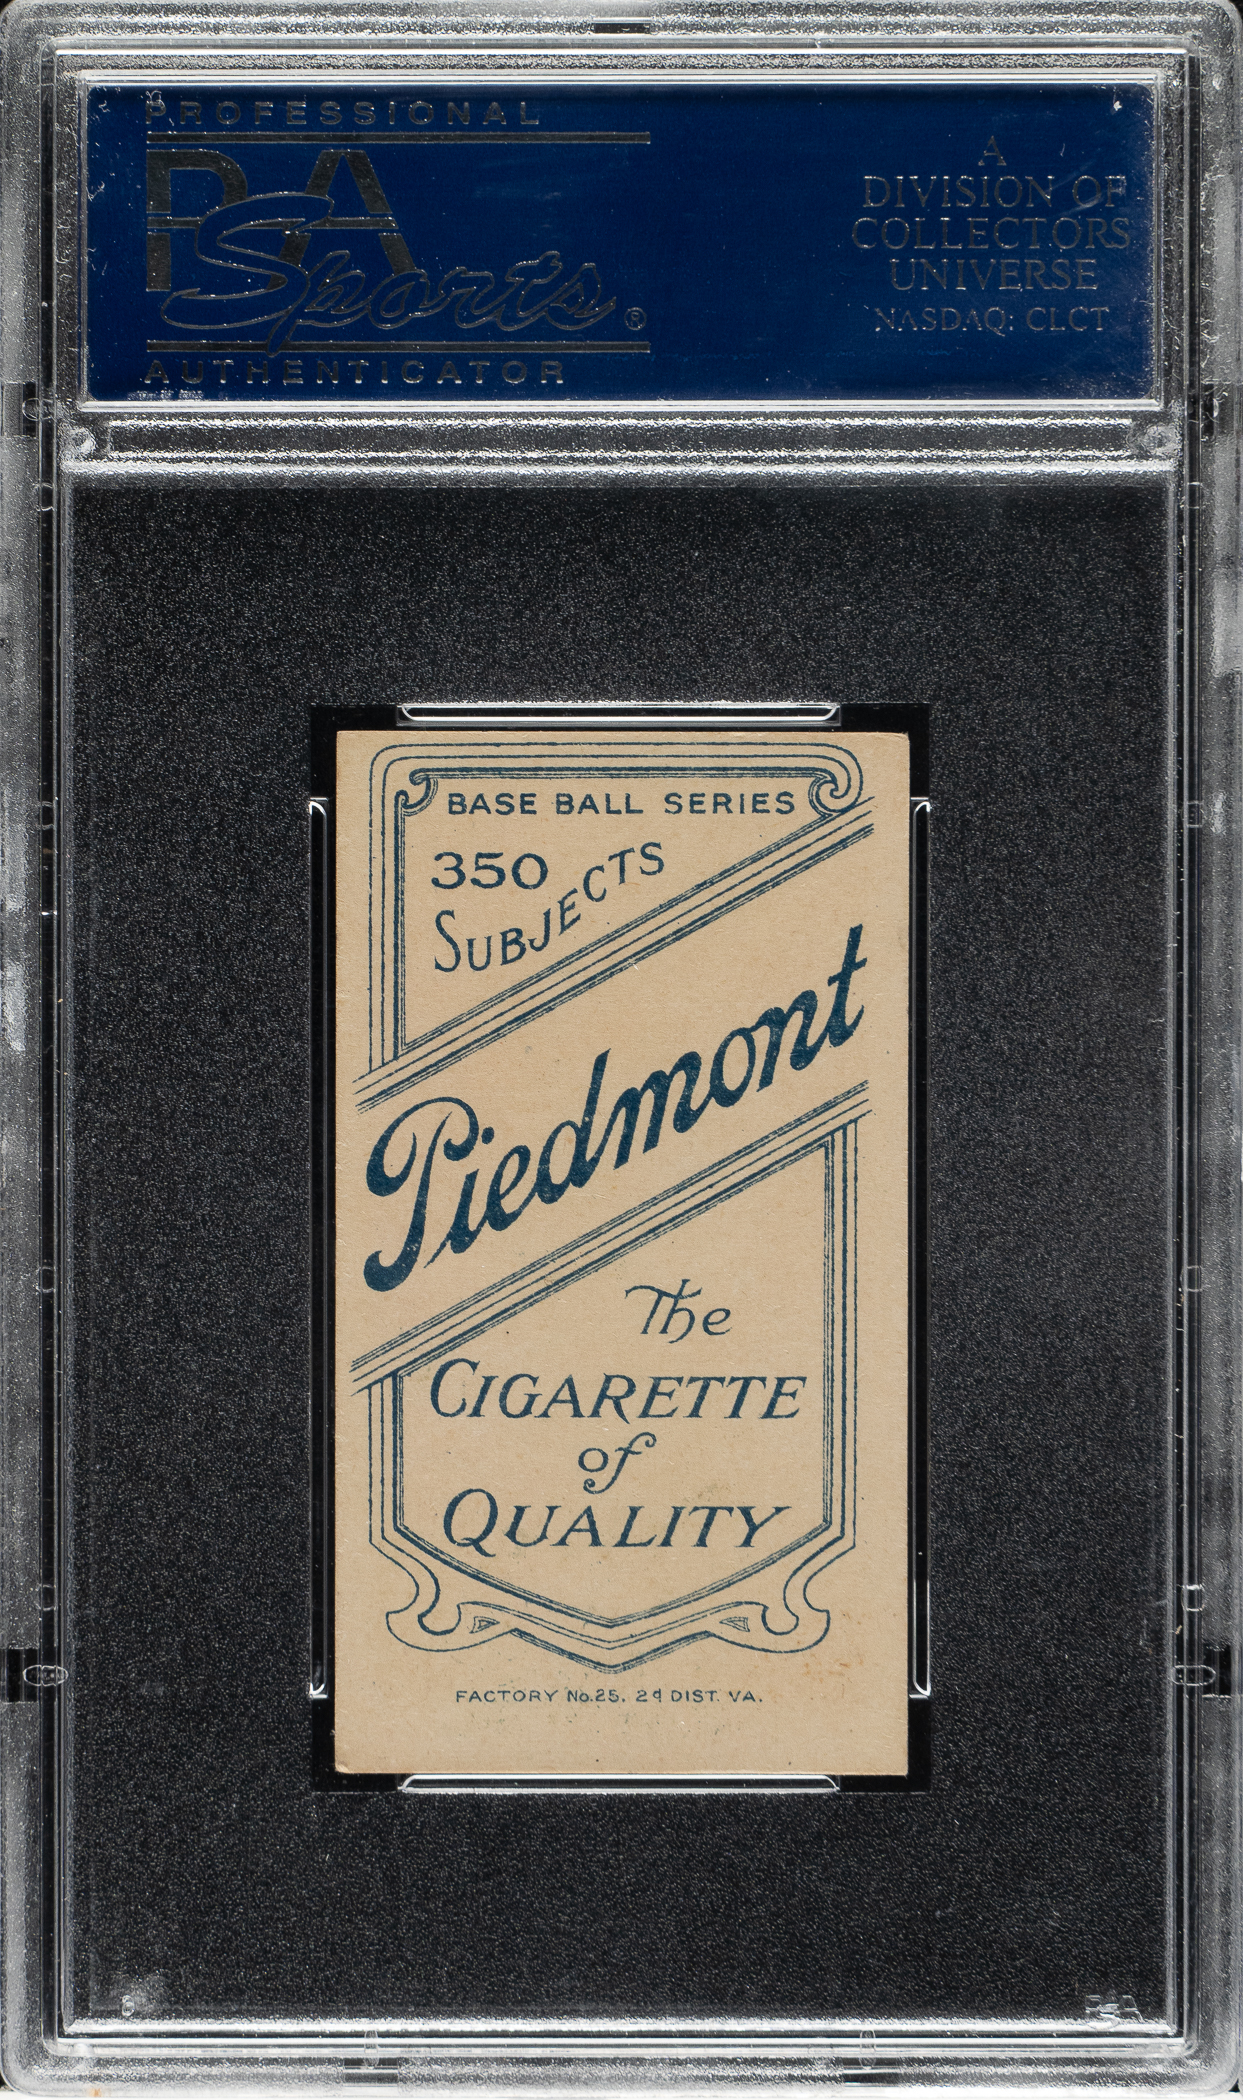 PROFESSIONAL
PSA
Sports®
AUTHENTICATOR
A
DIVISION OF
COLLECTORS
UNIVERSE
NASDAQ: CLCT
BASE BALL SERIES
350
SUBJECTS
Piedmont
The
CIGARETTE
of
QUALITY
FACTORY No.25. 2d DIST. VA.
PSA